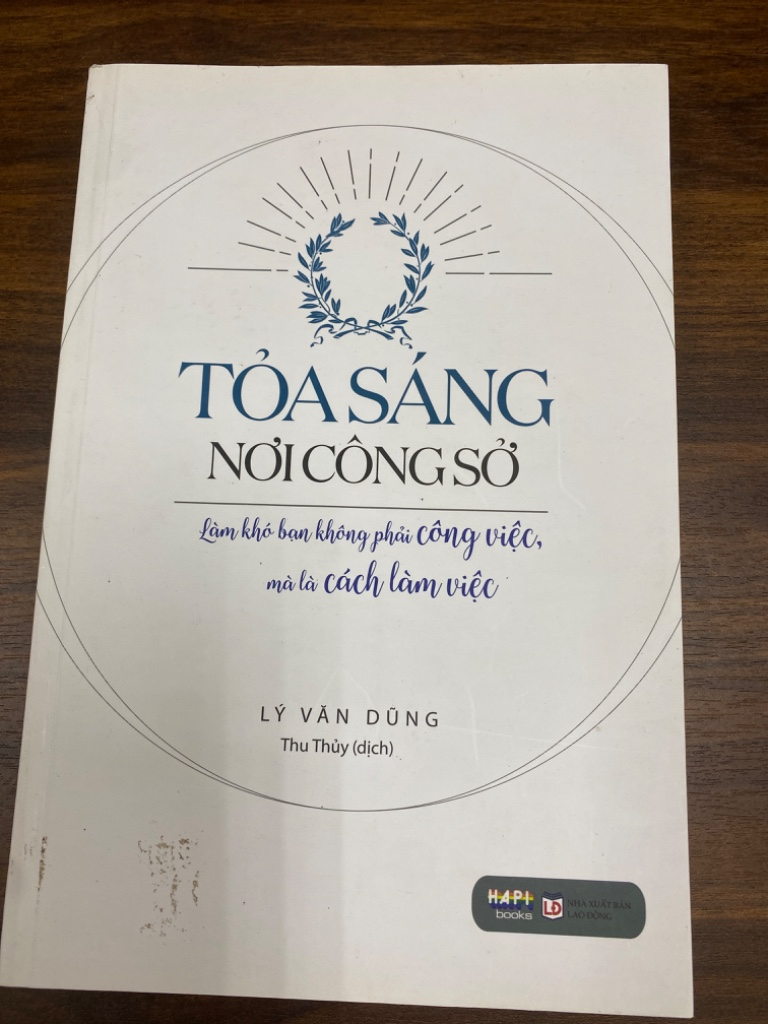 TỎA SÁNG
NƠI CÔNG SỞ
Làm khó bạn không phải công việc,
mà là cách làm việc
LÝ VĂN DŨNG
Thu Thủy (dịch)
HAPI
books
LĐ
NHÀ XUẤT BẢN
LAO ĐỘNG